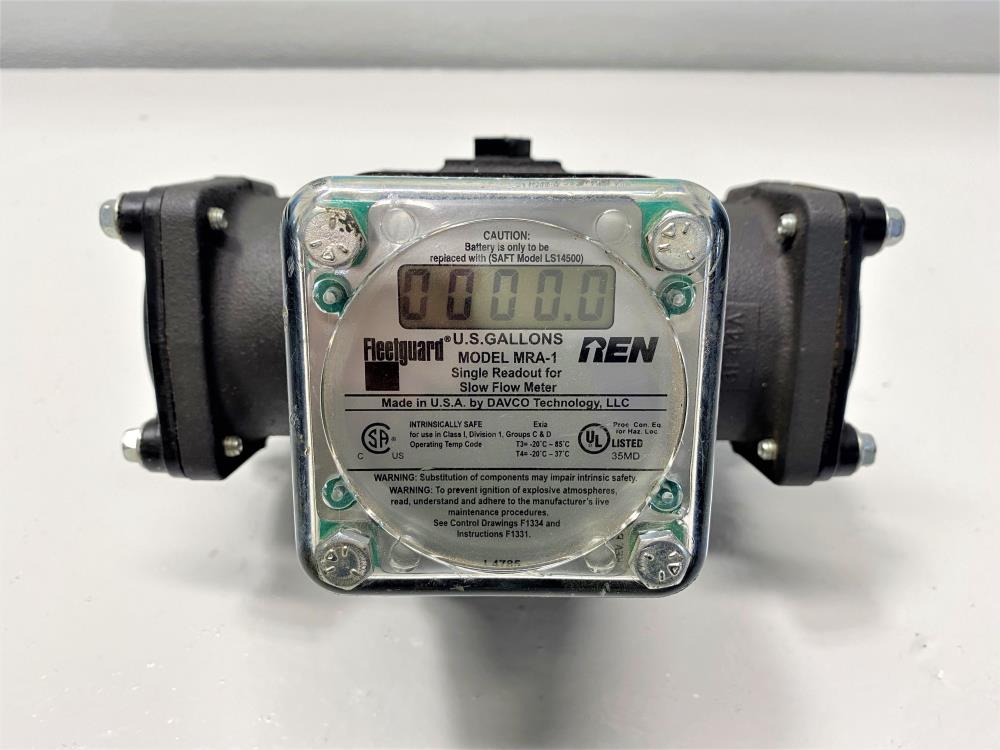 CAUTION:
Battery is only to be
replaced with (SAFT Model LS14500)
0000.0
Fleetguard® U.S.GALLONS
MODEL MRA-1
REN
Single Readout for
Slow Flow Meter
Made in U.S.A. by DAVCO Technology, LLC
INTRINSICALLY SAFE Exia
for use in Class I, Division 1, Groups C & D
Operating Temp Code T3= -20°C – 85°C
T4= -20°C – 37°C
C SA® US
Proc. Con. Eq.
for Haz. Loc.
UL LISTED
35MD
WARNING: Substitution of components may impair intrinsic safety.
WARNING: To prevent ignition of explosive atmospheres,
read, understand and adhere to the manufacturer's live
maintenance procedures.
See Control Drawings F1334 and
Instructions F1331.
L4785